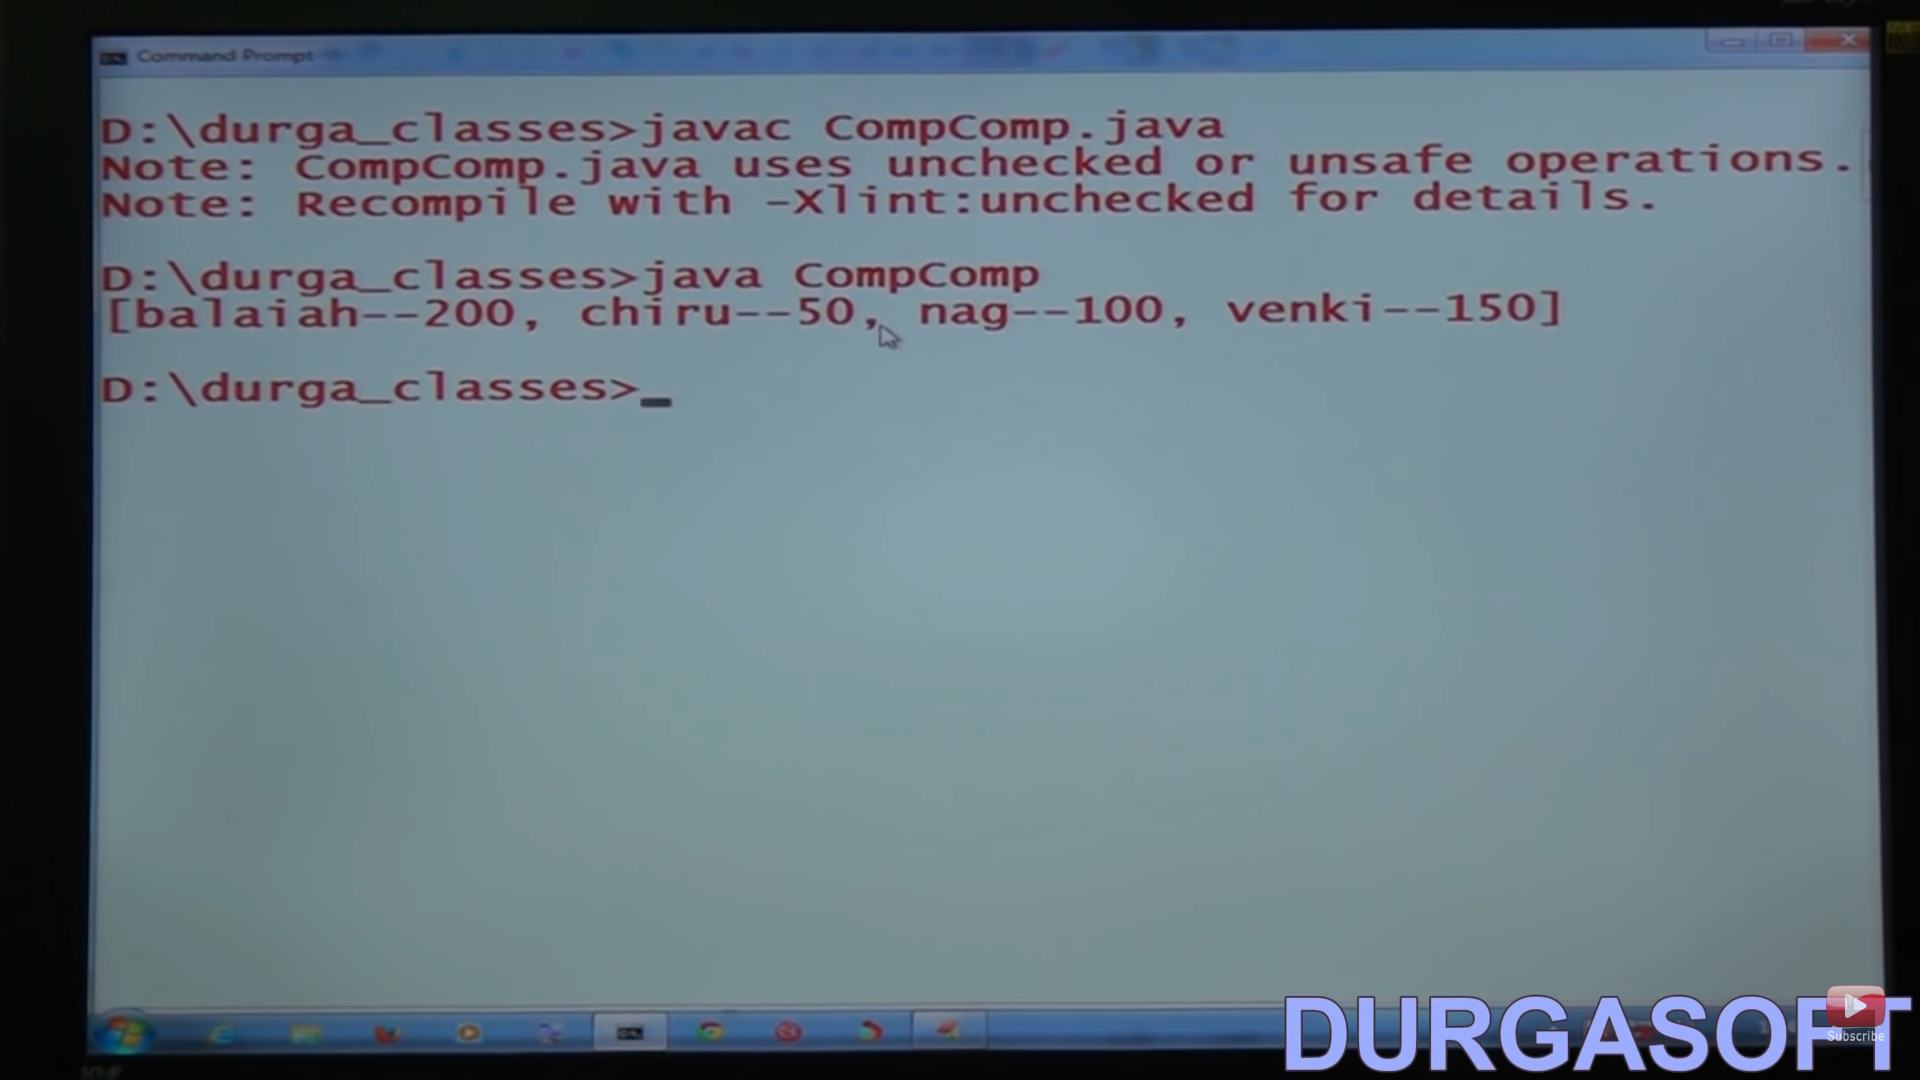 Command Prompt
D:\durga_classes>javac CompComp.java
Note: CompComp.java uses unchecked or unsafe operations.
Note: Recompile with -Xlint:unchecked for details.
D:\durga_classes>java CompComp
[balaiah--200, chiru--50, nag--100, venki--150]
D:\durga_classes>
DURGASOFT
Subscribe